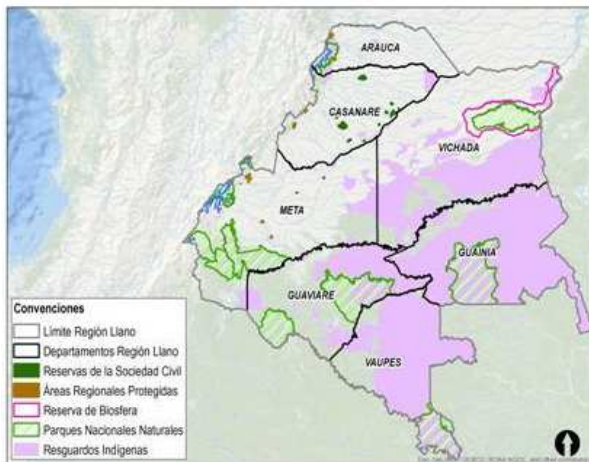 ARAUCA
CASANARE
VICHADA
META
GUAINIA
GUAVIARE
VAUPES
Convenciones
Límite Región Llano
Departamentos Región Llano
Reservas de la Sociedad Civil
Áreas Regionales Protegidas
Reserva de Biosfera
Parques Nacionales Naturales
Resguardos Indígenas